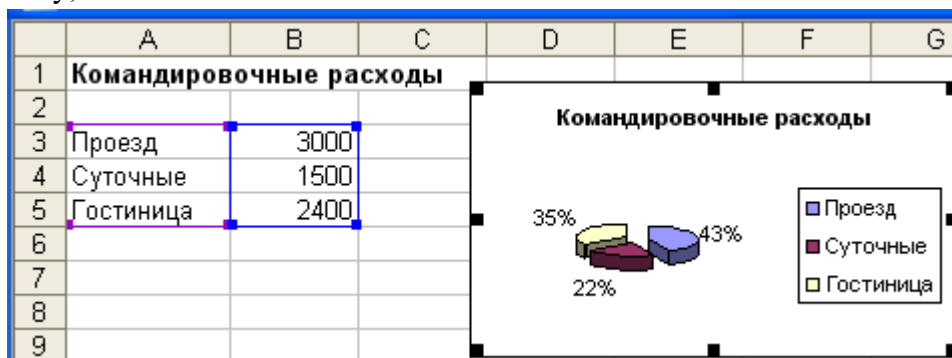 A B C D E F G
1 Командировочные расходы
2
3 Проезд 3000
4 Суточные 1500
5 Гостиница 2400
6
7
8
9
Командировочные расходы
35%
43%
22%
Проезд
Суточные
Гостиница